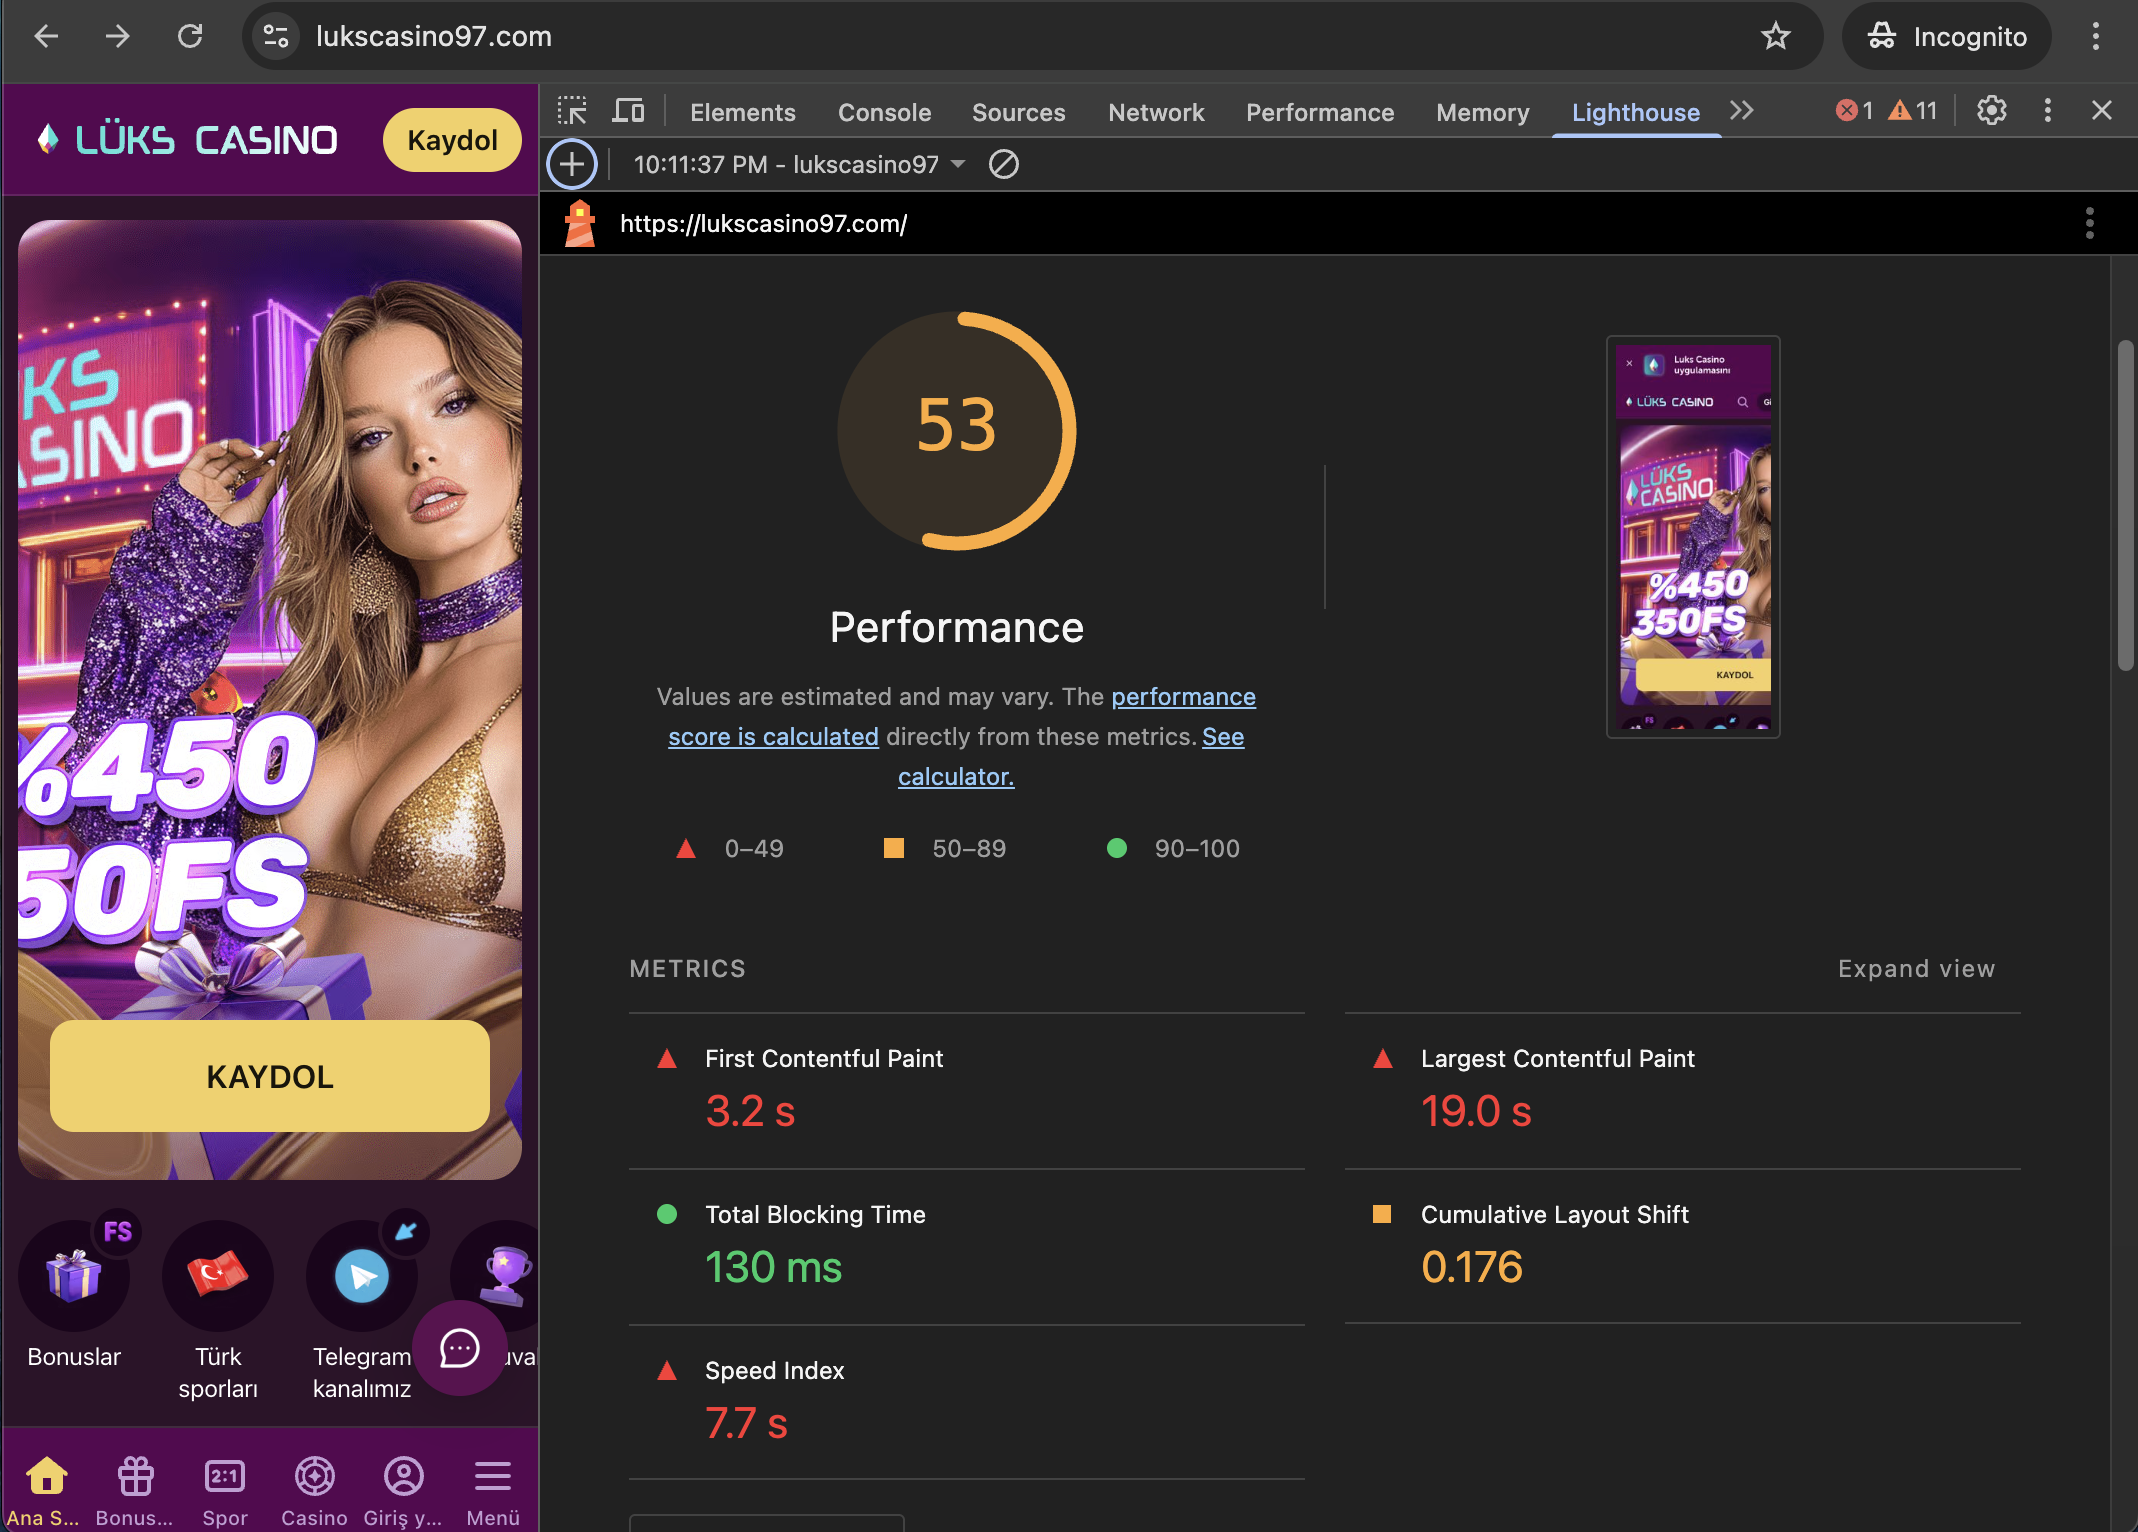 lukscasino97.com
Incognito
LÜKS CASINO
Kaydol
KS
ASINO
%450
50FS
KAYDOL
FS
Bonuslar
Türk
sporları
Telegram
kanalımız
Ana S...
Bonus...
2:1
Spor
Casino
Giriş y...
Menü
Elements Console Sources Network Performance Memory Lighthouse 1 11
10:11:37 PM - lukscasino97
https://lukscasino97.com/
53
Performance
Values are estimated and may vary. The performance
score is calculated directly from these metrics. See
calculator.
0–49 50–89 90–100
Luks Casino
uygulamasını
LÜKS CASINO
LÜKS
CASINO
%450
350FS
KAYDOL
FS
METRICS
Expand view
First Contentful Paint
3.2 s
Largest Contentful Paint
19.0 s
Total Blocking Time
130 ms
Cumulative Layout Shift
0.176
Speed Index
7.7 s